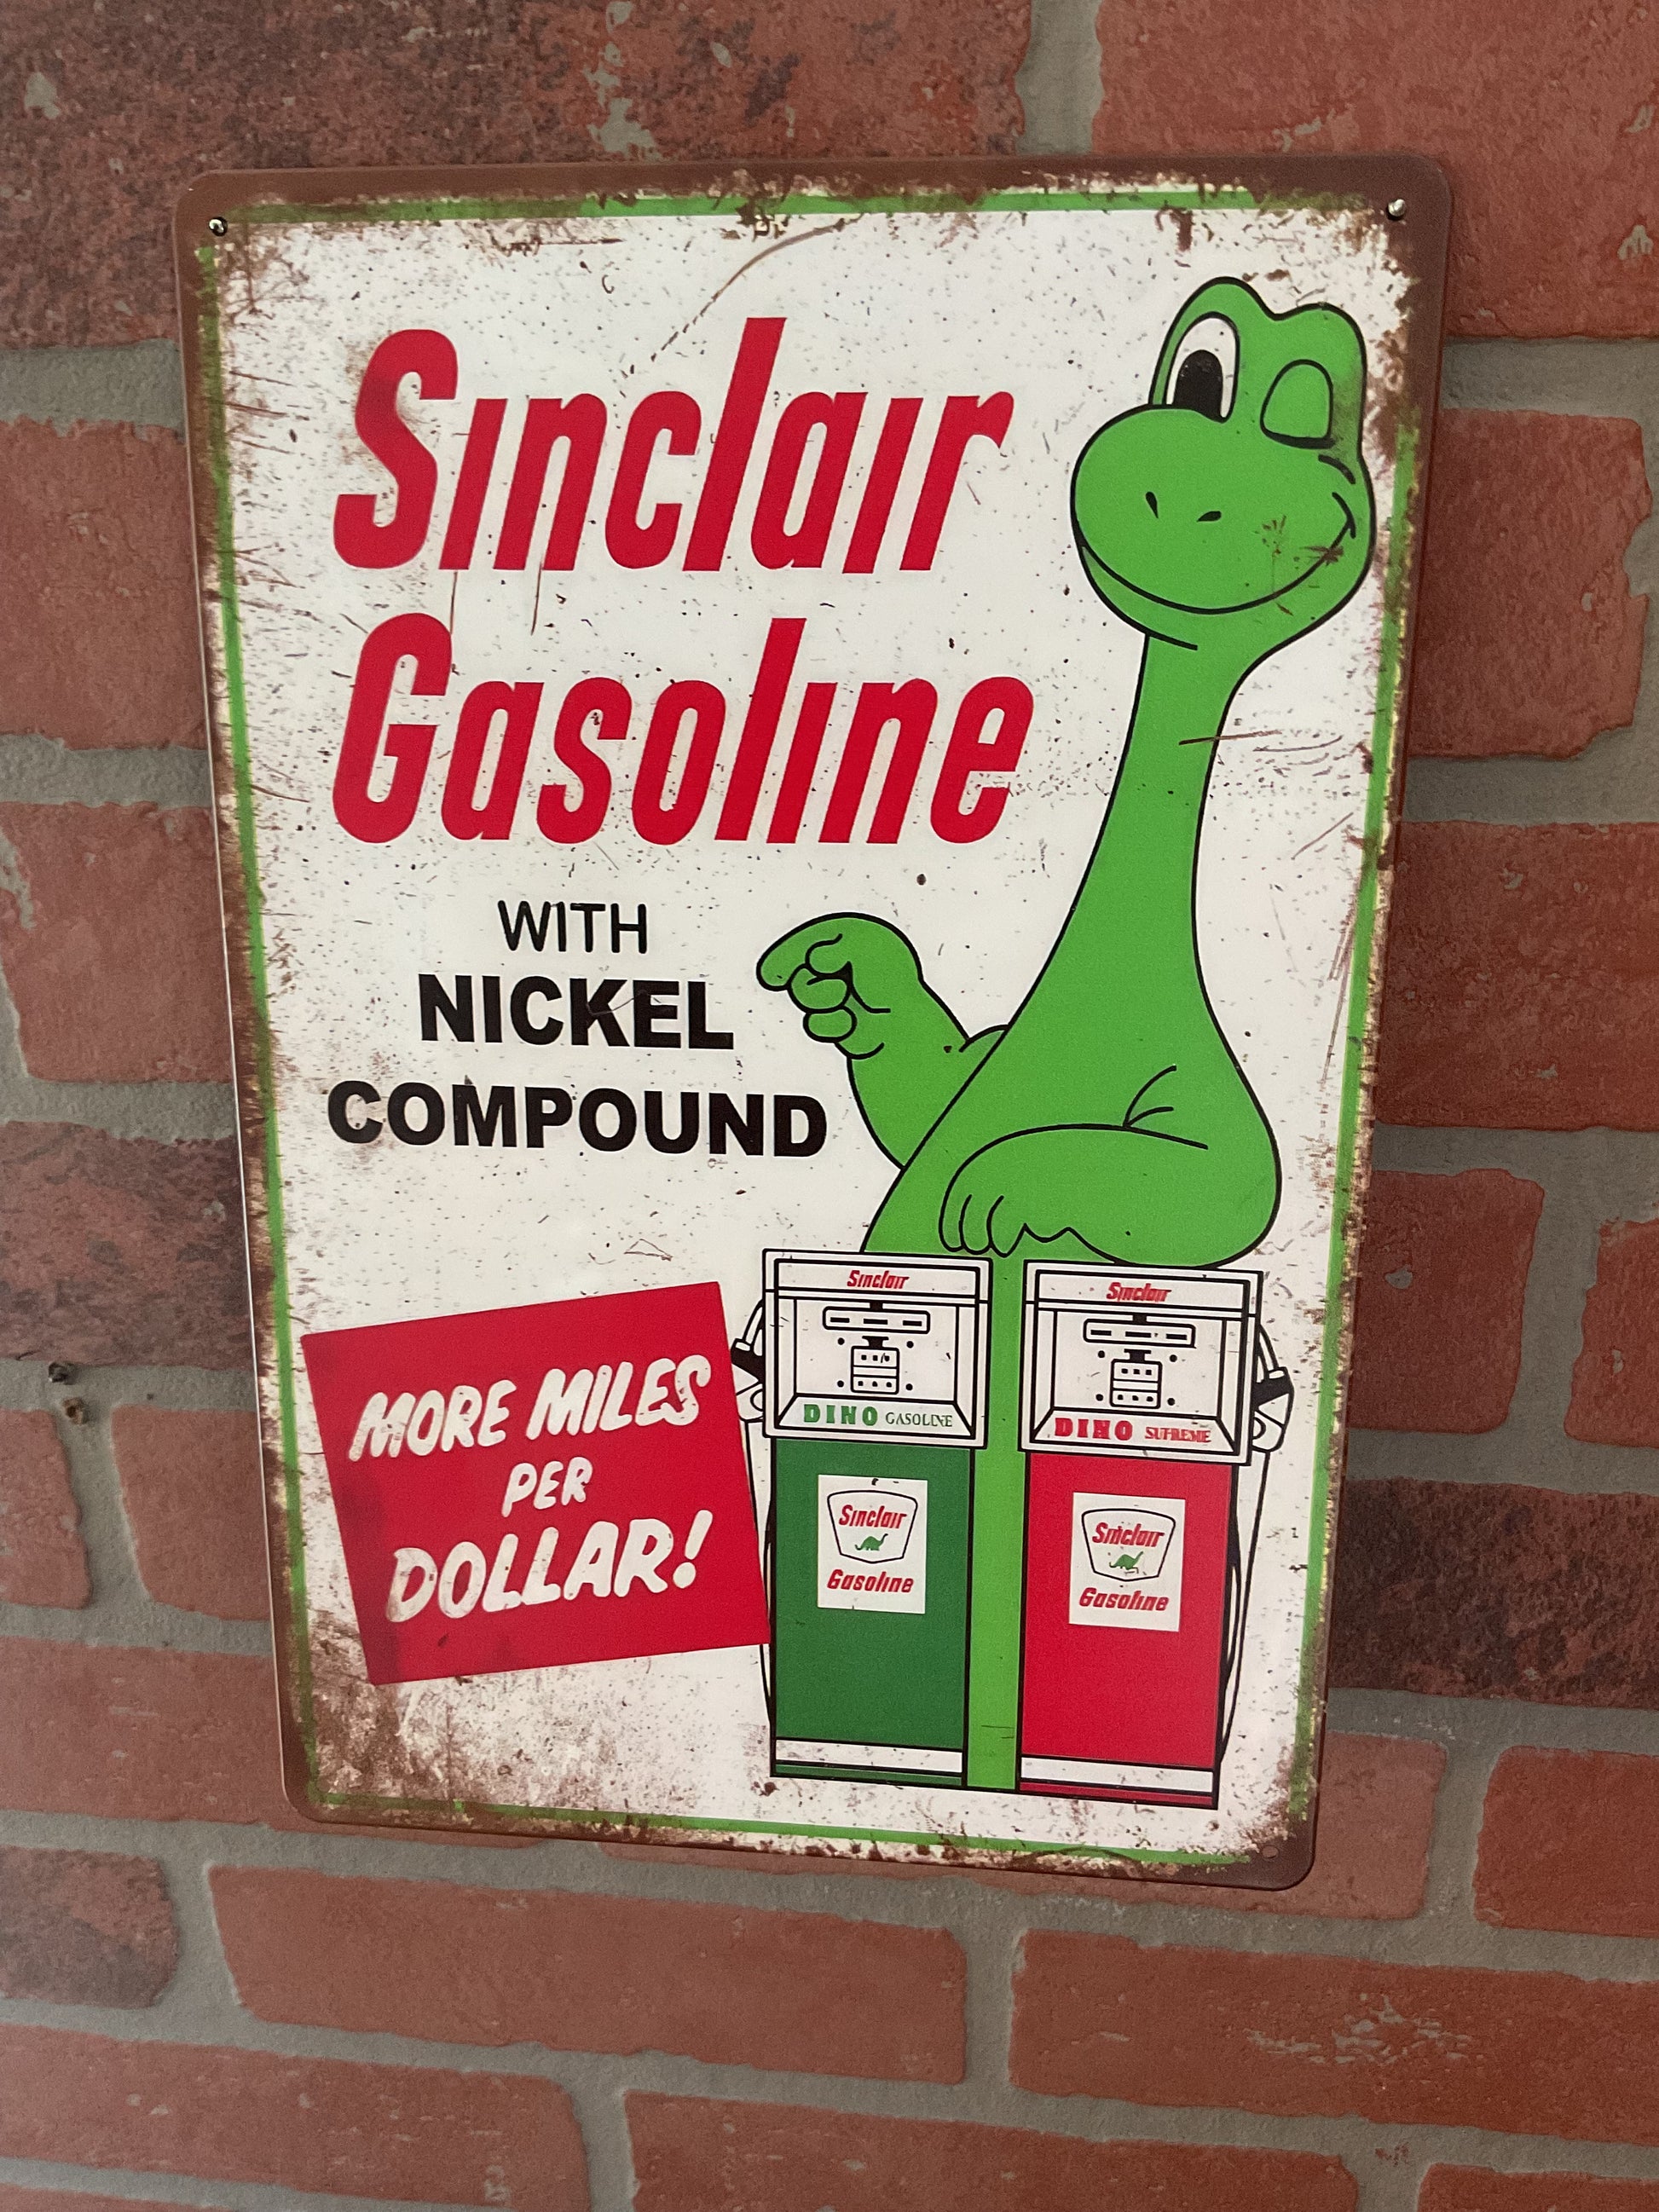 Sinclair
Gasoline
WITH
NICKEL
COMPOUND
MORE MILES
PER
DOLLAR!
Sinclair
DINO GASOLINE
Sinclair
Gasoline
Sinclair
DINO SUPREME
Sinclair
Gasoline